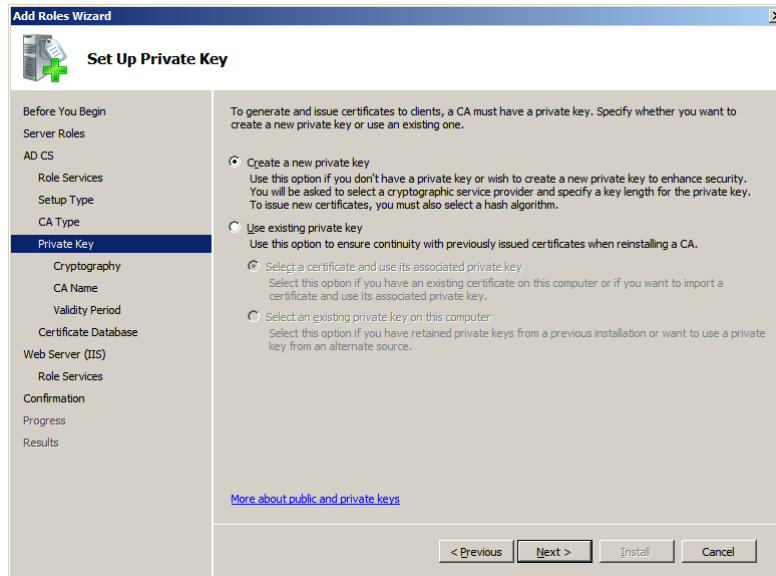 Add Roles Wizard
Set Up Private Key
Before You Begin
Server Roles
AD CS
Role Services
Setup Type
CA Type
Private Key
Cryptography
CA Name
Validity Period
Certificate Database
Web Server (IIS)
Role Services
Confirmation
Progress
Results
To generate and issue certificates to clients, a CA must have a private key. Specify whether you want to
create a new private key or use an existing one.
Create a new private key
Use this option if you don't have a private key or wish to create a new private key to enhance security.
You will be asked to select a cryptographic service provider and specify a key length for the private key.
To issue new certificates, you must also select a hash algorithm.
Use existing private key
Use this option to ensure continuity with previously issued certificates when reinstalling a CA.
Select a certificate and use its associated private key
Select this option if you have an existing certificate on this computer or if you want to import a
certificate and use its associated private key.
Select an existing private key on this computer
Select this option if you have retained private keys from a previous installation or want to use a private
key from an alternate source.
More about public and private keys
< Previous
Next >
Install
Cancel